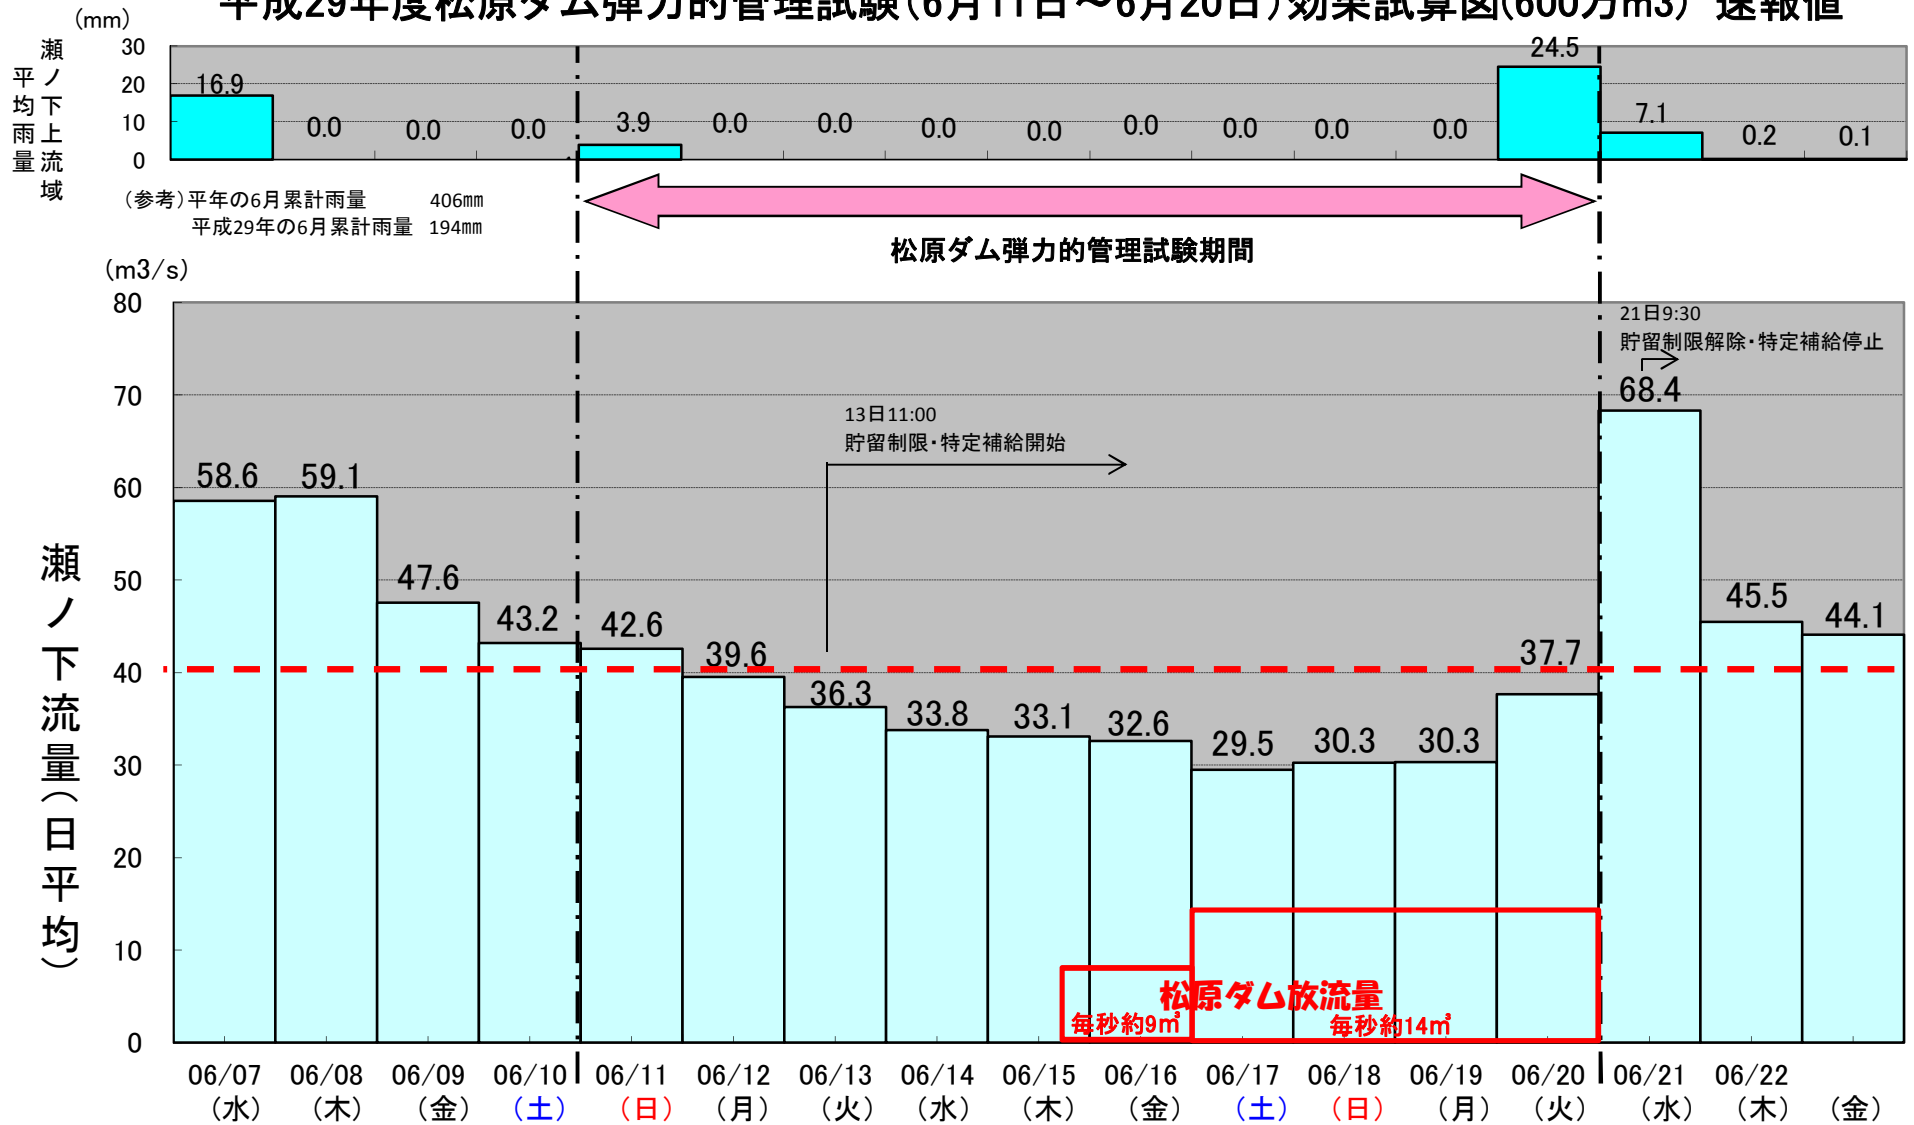 平成29年度松原ダム弾力的管理試験(6月11日～6月20日)効果試算図(600万m3) 速報値
(mm)
瀬ノ下上流域
平均雨量
30
20
10
0
16.9
0.0
0.0
0.0
3.9
0.0
0.0
0.0
0.0
0.0
0.0
0.0
0.0
24.5
7.1
0.2
0.1
(参考)平年の6月累計雨量 406㎜
平成29年の6月累計雨量 194㎜
松原ダム弾力的管理試験期間
(m3/s)
瀬ノ下流量(日平均)
80
70
60
50
40
30
20
10
0
13日11:00
貯留制限・特定補給開始
21日9:30
貯留制限解除・特定補給停止
58.6
59.1
47.6
43.2
42.6
39.6
36.3
33.8
33.1
32.6
29.5
30.3
30.3
37.7
68.4
45.5
44.1
松原ダム放流量
毎秒約9㎥
毎秒約14㎥
06/07 06/08 06/09 06/10 06/11 06/12 06/13 06/14 06/15 06/16 06/17 06/18 06/19 06/20 06/21 06/22
(水) (木) (金) (土) (日) (月) (火) (水) (木) (金) (土) (日) (月) (火) (水) (木) (金)